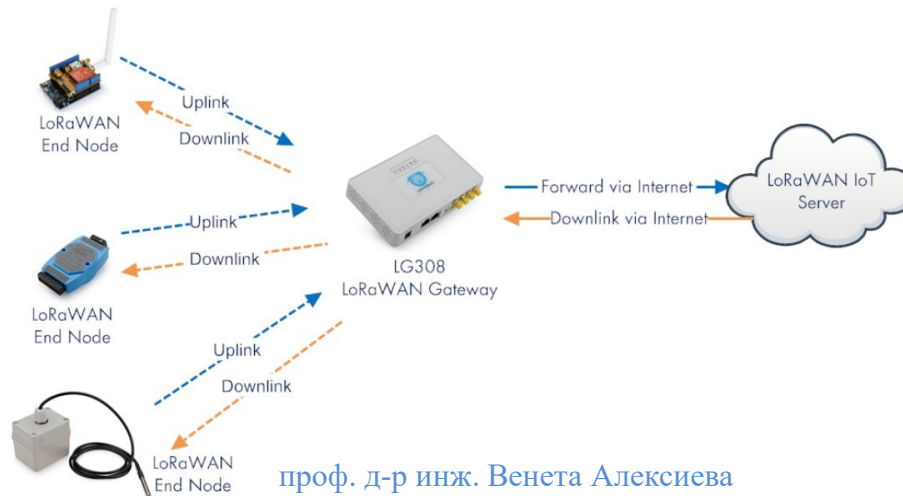 Uplink
Downlink
LoRaWAN
End Node
Uplink
Downlink
LoRaWAN
End Node
Uplink
Downlink
LoRaWAN
End Node
LG308
LoRaWAN Gateway
Forward via Internet
Downlink via Internet
LoRaWAN IoT
Server
проф. д-р инж. Венета Алексиева